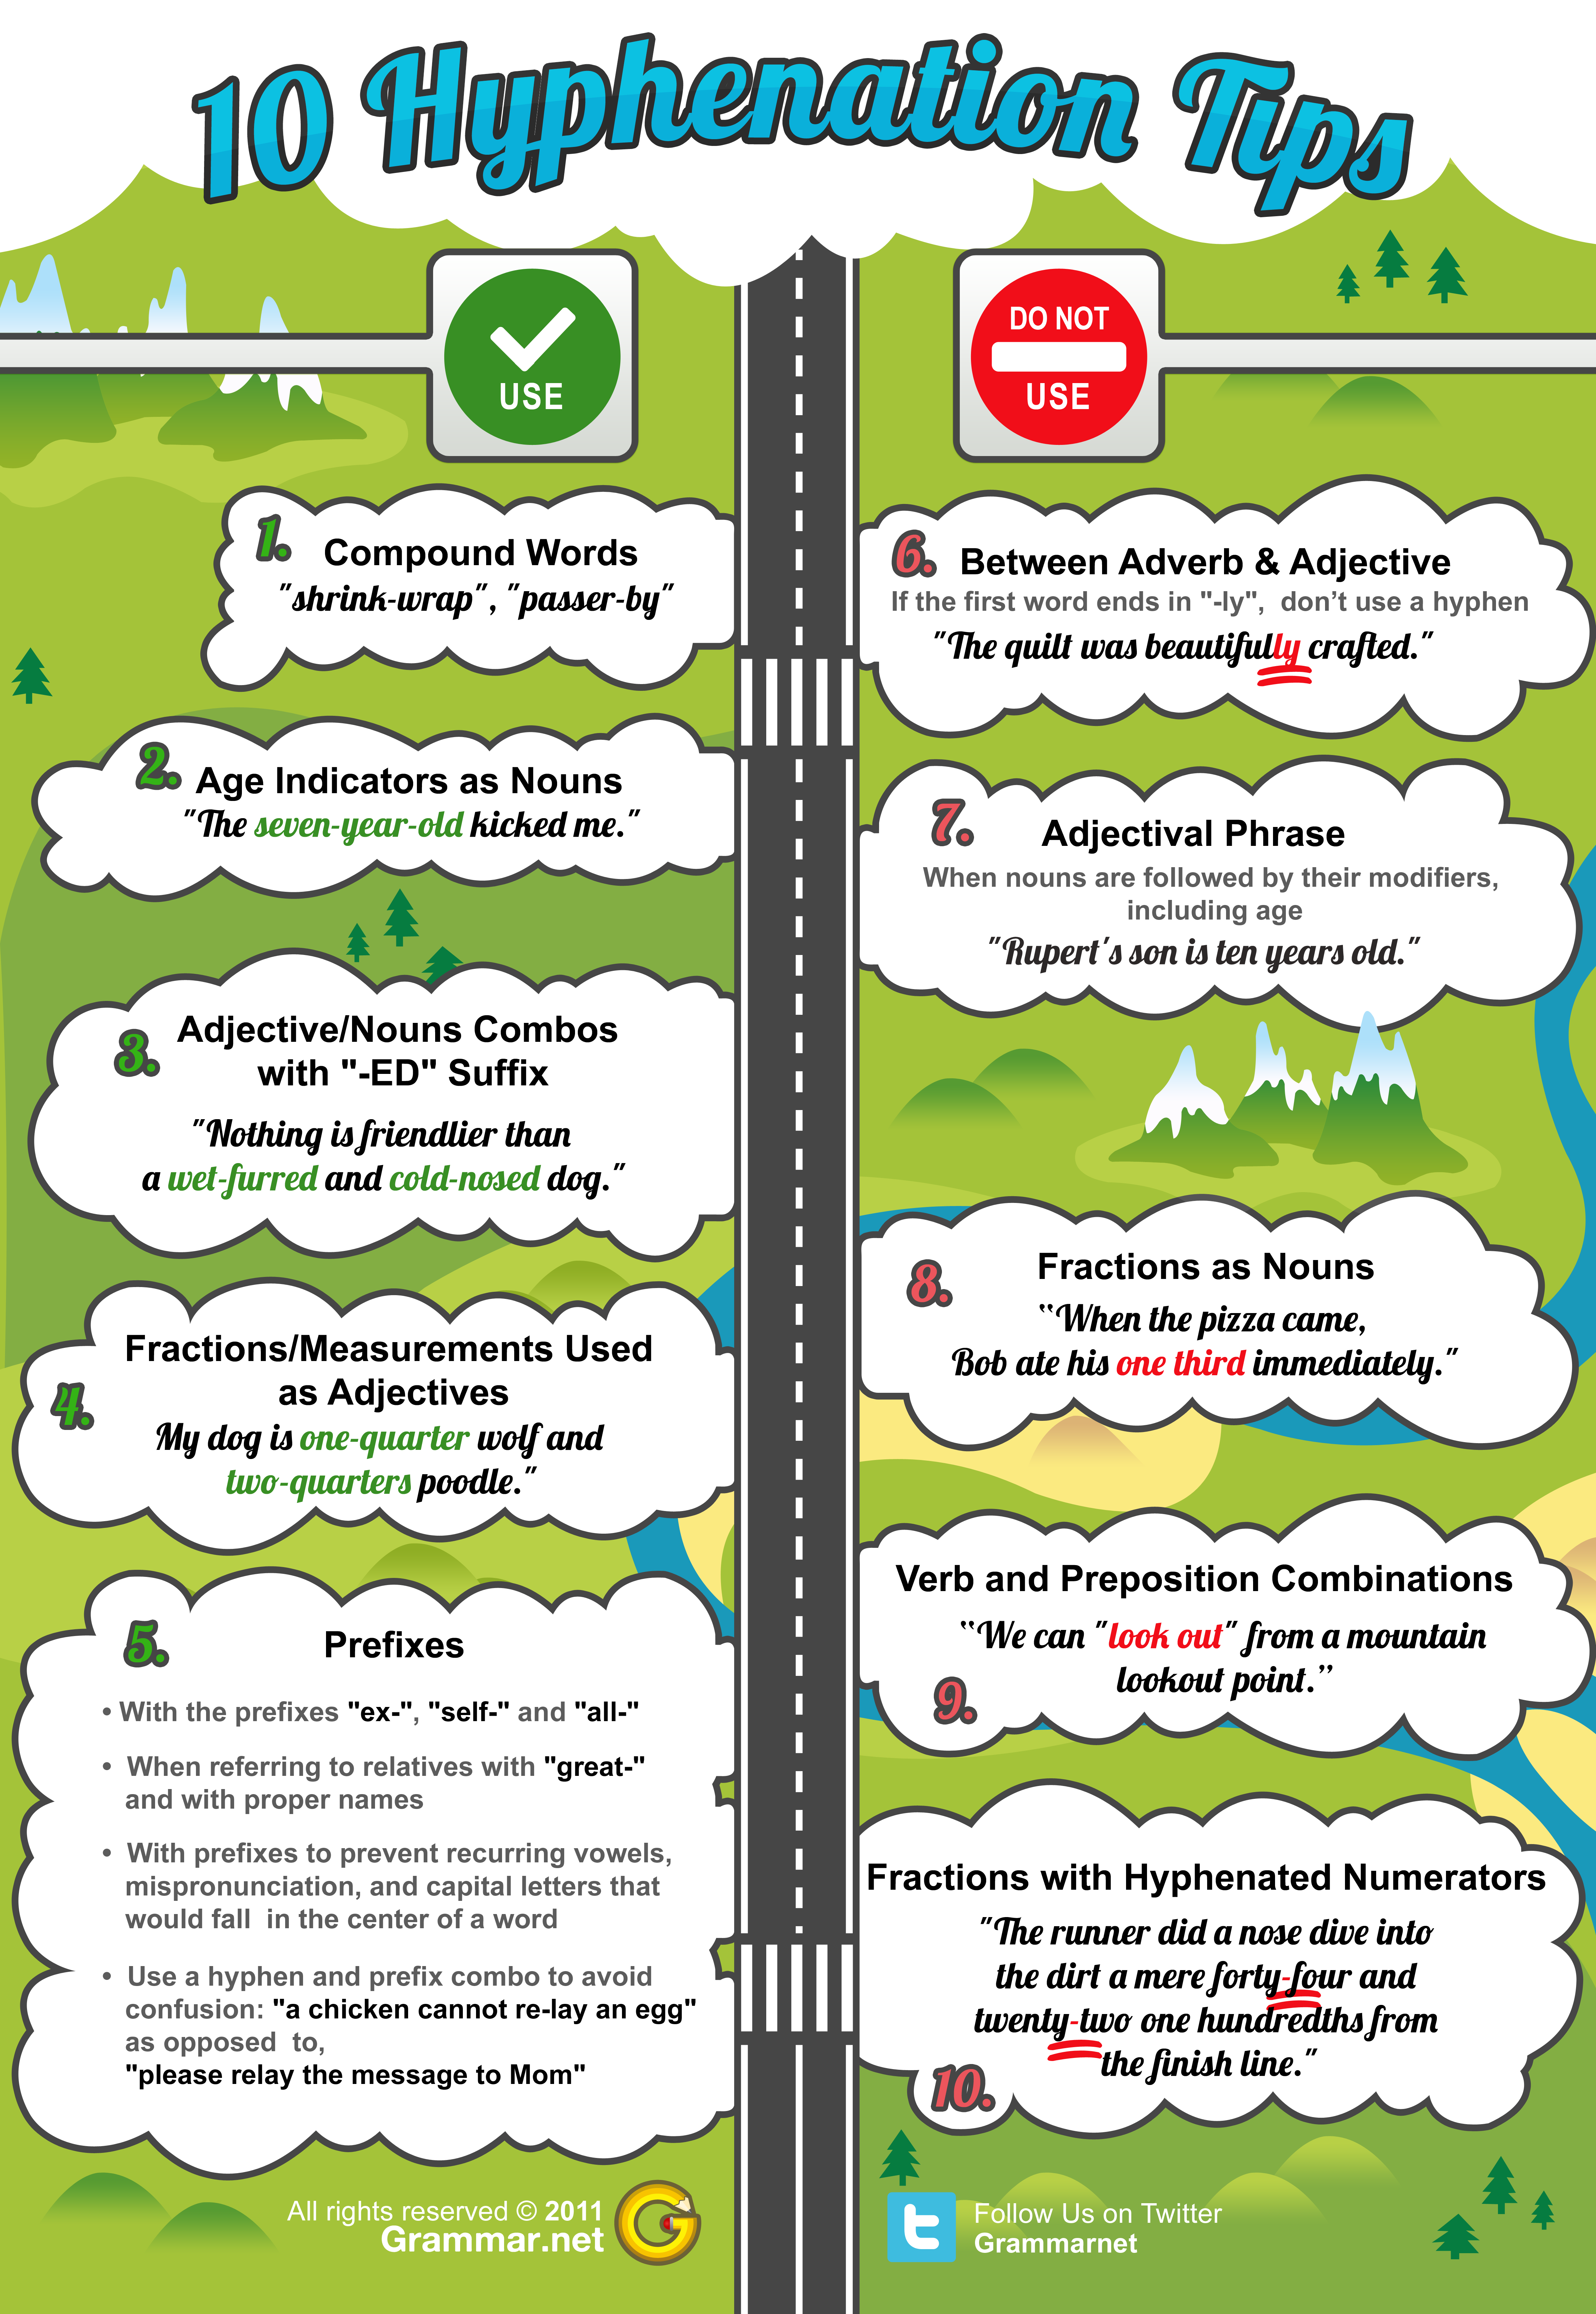 10 Hyphenation Tips
USE
DO NOT
USE
1.
Compound Words
"shrink-wrap", "passer-by"
2.
Age Indicators as Nouns
"The seven-year-old kicked me."
3.
Adjective/Nouns Combos
with "-ED" Suffix
"Nothing is friendlier than
a wet-furred and cold-nosed dog."
4.
Fractions/Measurements Used
as Adjectives
My dog is one-quarter wolf and
two-quarters poodle."
5.
Prefixes
• With the prefixes "ex-", "self-" and "all-"
• When referring to relatives with "great-"
and with proper names
• With prefixes to prevent recurring vowels,
mispronunciation, and capital letters that
would fall in the center of a word
• Use a hyphen and prefix combo to avoid
confusion: "a chicken cannot re-lay an egg"
as opposed to,
"please relay the message to Mom"
6.
Between Adverb & Adjective
If the first word ends in "-ly", don't use a hyphen
"The quilt was beautifully crafted."
7.
Adjectival Phrase
When nouns are followed by their modifiers,
including age
"Rupert's son is ten years old."
8.
Fractions as Nouns
"When the pizza came,
Bob ate his one third immediately."
Verb and Preposition Combinations
"We can "look out" from a mountain
lookout point."
9.
Fractions with Hyphenated Numerators
"The runner did a nose dive into
the dirt a mere forty-four and
twenty-two one hundredths from
the finish line."
10.
All rights reserved © 2011
Grammar.net
G
t
Follow Us on Twitter
Grammarnet